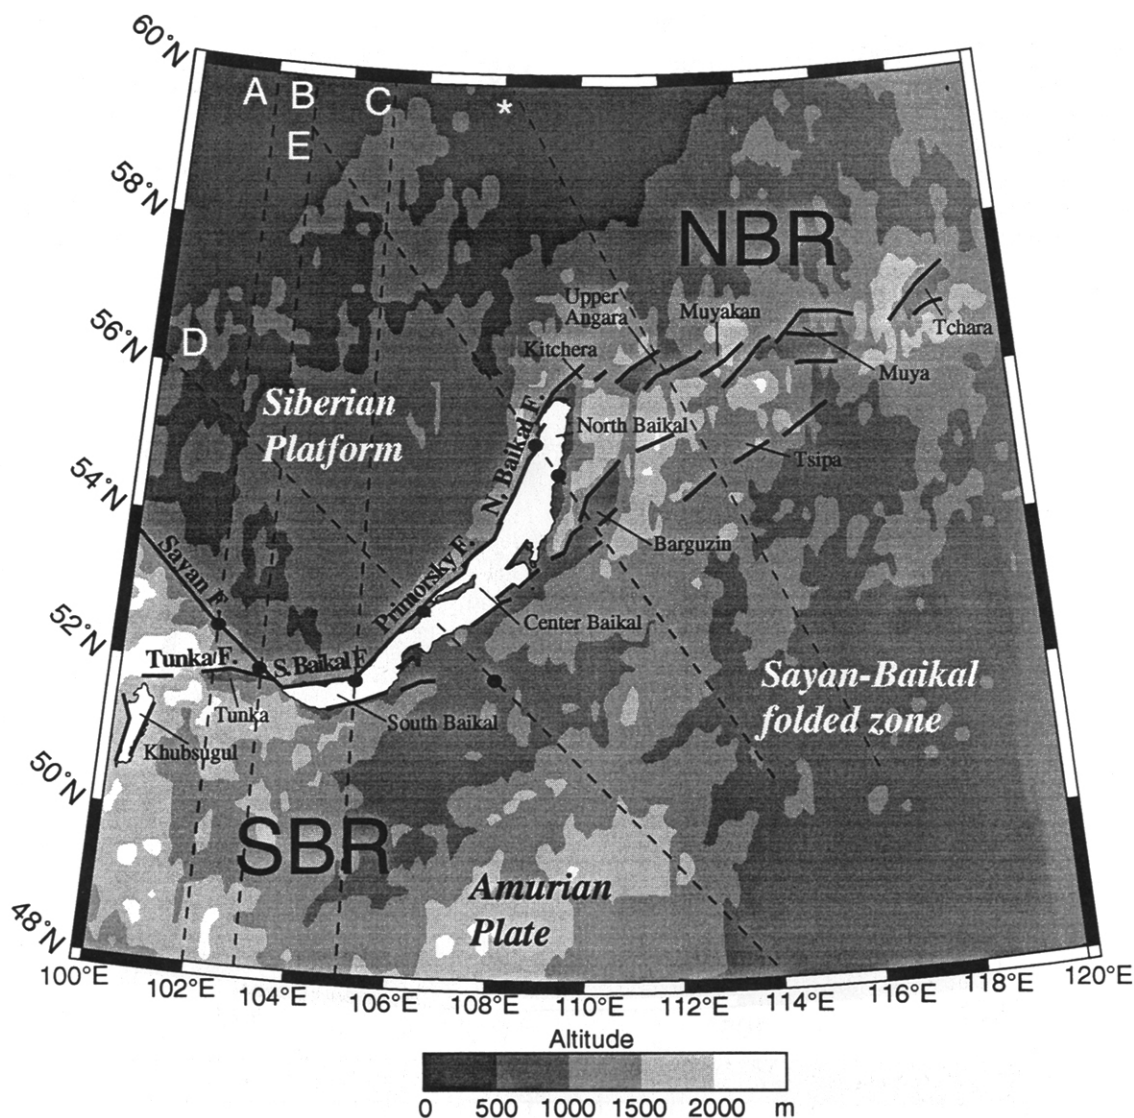 60°N
A
B
C
*
E
58°N
NBR
Upper
Angara
Muyakan
56°N
Tchara
D
Kitchera
Muya
Siberian
Platform
N. Baikal F.
North Baikal
Tsipa
54°N
Barguzin
Sayan F.
Primorsky F.
Center Baikal
52°N
Tunka F.
S. Baikal F.
Sayan-Baikal
folded zone
Tunka
South Baikal
Khubsugul
50°N
SBR
Amurian
Plate
48°N
100°E
102°E
104°E
106°E
108°E
110°E
112°E
114°E
116°E
118°E
120°E
Altitude
0 500 1000 1500 2000 m